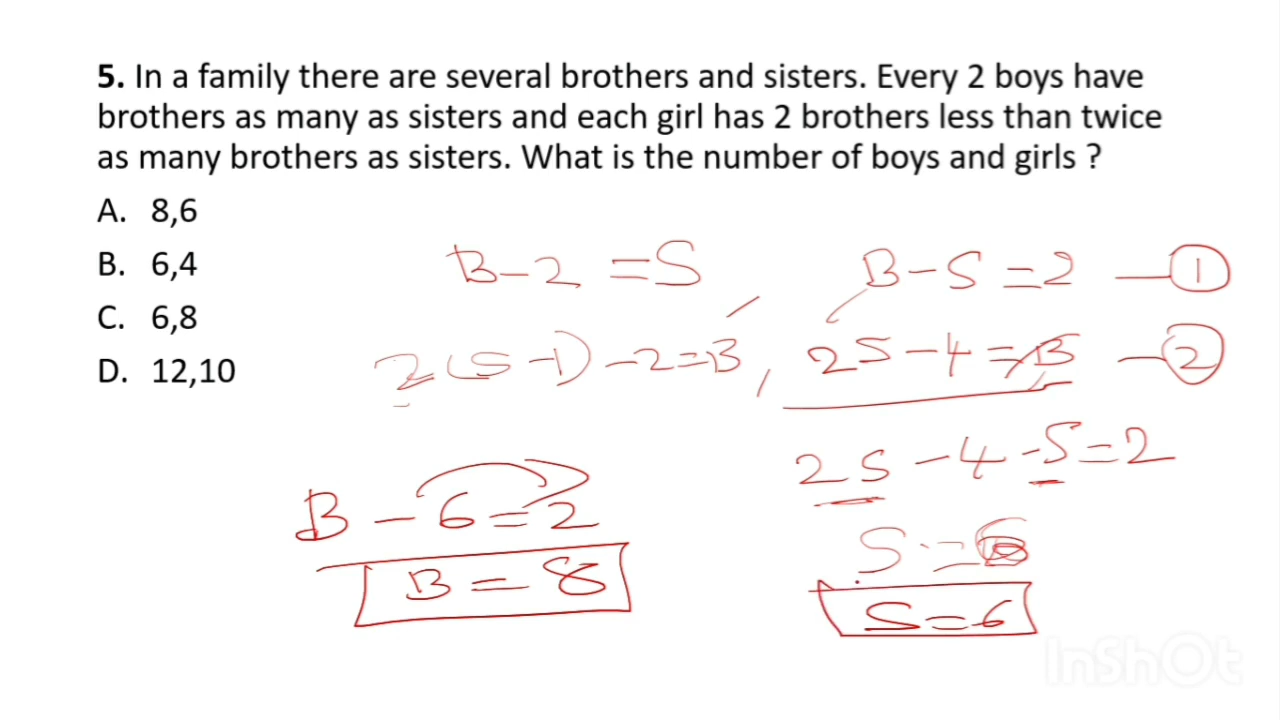 5. In a family there are several brothers and sisters. Every 2 boys have
brothers as many as sisters and each girl has 2 brothers less than twice
as many brothers as sisters. What is the number of boys and girls ?
A. 8,6
B. 6,4
C. 6,8
D. 12,10
B-2 =S
B-S=2 —①
2(S-1)-2=B,
2S-4=B —②
2S-4-S=2
B-6=2
S=
B=8
S=6
InShOt